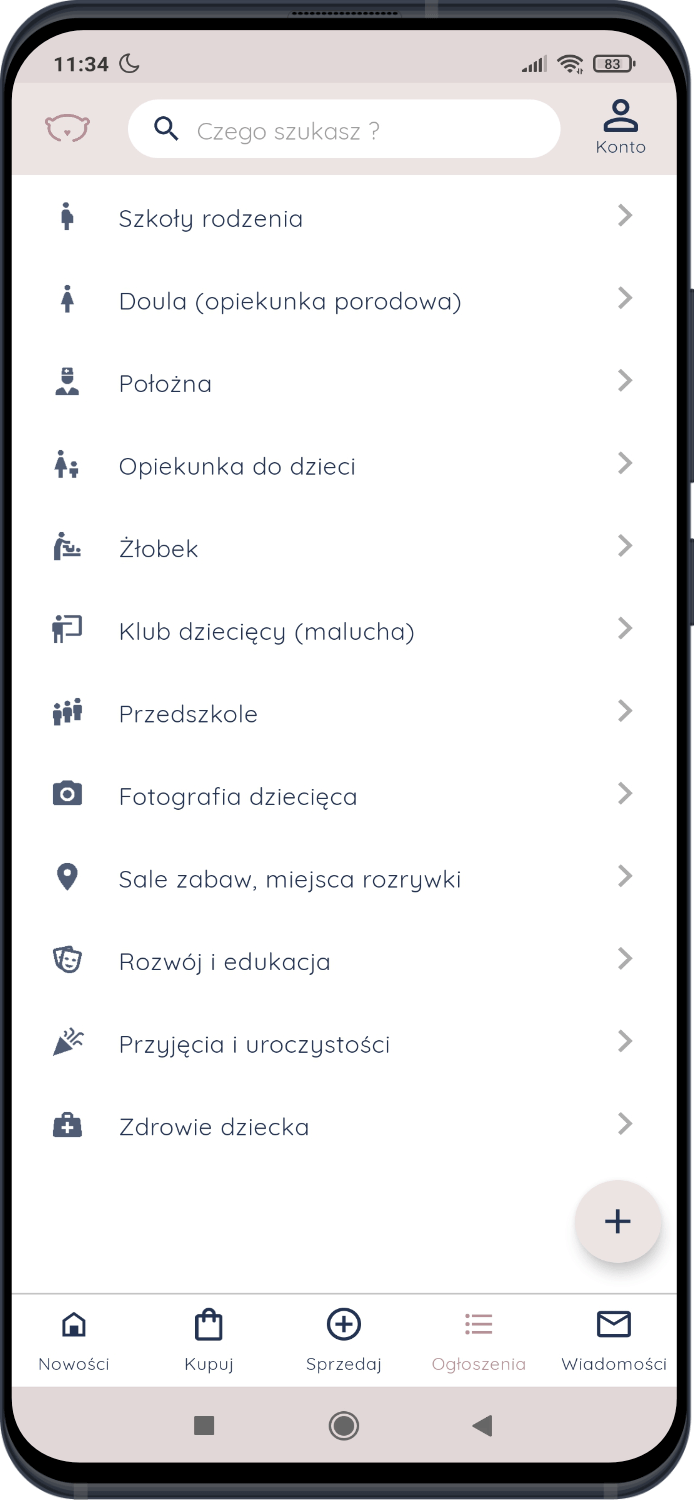 11:34
83
Czego szukasz ?
Konto
Szkoły rodzenia
Doula (opiekunka porodowa)
Położna
Opiekunka do dzieci
Żłobek
Klub dziecięcy (malucha)
Przedszkole
Fotografia dziecięca
Sale zabaw, miejsca rozrywki
Rozwój i edukacja
Przyjęcia i uroczystości
Zdrowie dziecka
Nowości Kupuj Sprzedaj Ogłoszenia Wiadomości